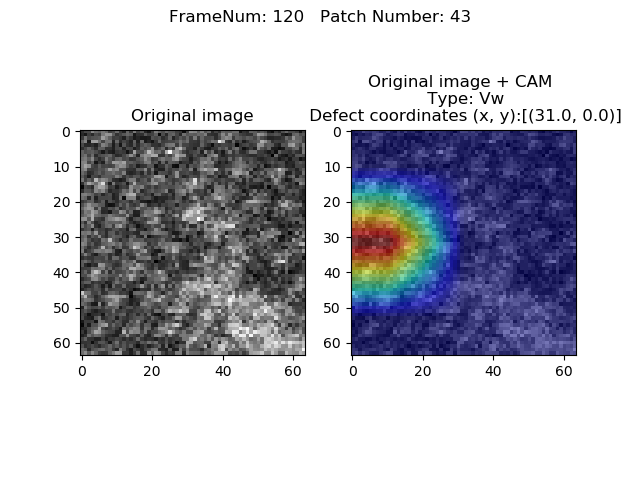 FrameNum: 120   Patch Number: 43
Original image
Original image + CAM
Type: Vw
Defect coordinates (x, y):[(31.0, 0.0)]
0
10
20
30
40
50
60
0 20 40 60
0
10
20
30
40
50
60
0 20 40 60